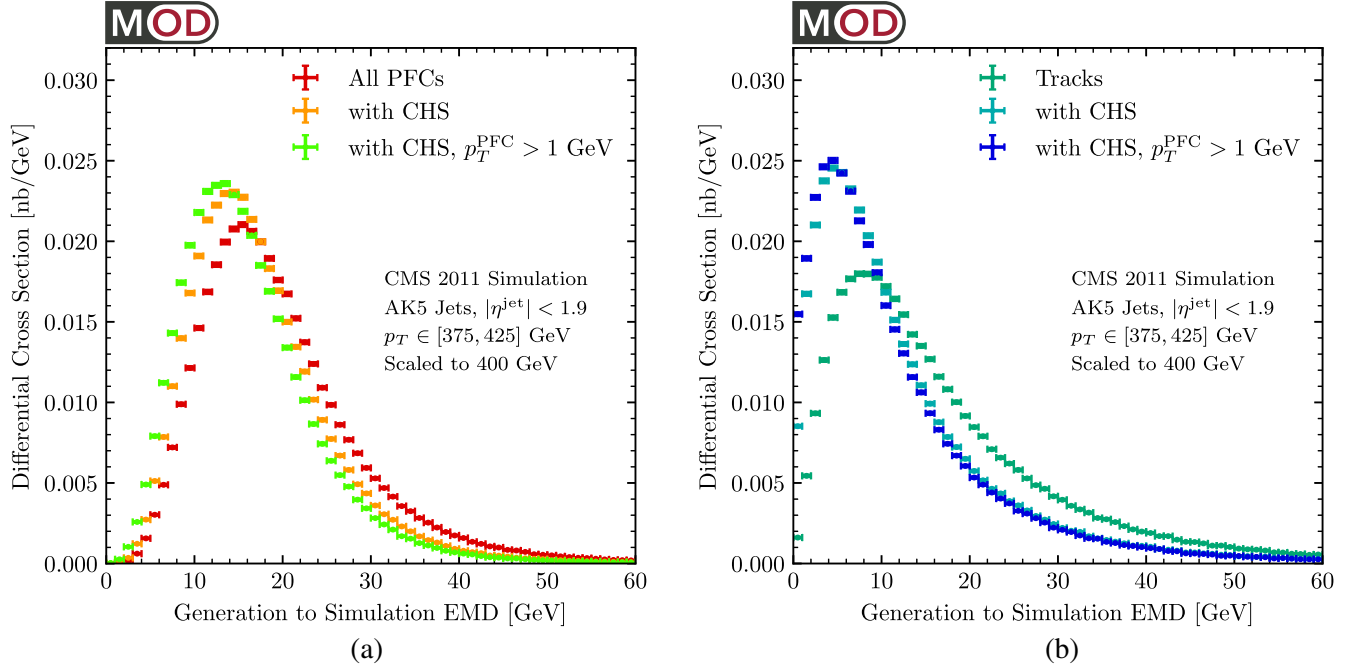 MOD
0.030
0.025
0.020
0.015
0.010
0.005
0.000
Differential Cross Section [nb/GeV]
All PFCs
with CHS
with CHS, p_T^PFC > 1 GeV
CMS 2011 Simulation
AK5 Jets, |η^jet| < 1.9
p_T ∈ [375, 425] GeV
Scaled to 400 GeV
0 10 20 30 40 50 60
Generation to Simulation EMD [GeV]
(a)
MOD
0.030
0.025
0.020
0.015
0.010
0.005
0.000
Differential Cross Section [nb/GeV]
Tracks
with CHS
with CHS, p_T^PFC > 1 GeV
CMS 2011 Simulation
AK5 Jets, |η^jet| < 1.9
p_T ∈ [375, 425] GeV
Scaled to 400 GeV
0 10 20 30 40 50 60
Generation to Simulation EMD [GeV]
(b)